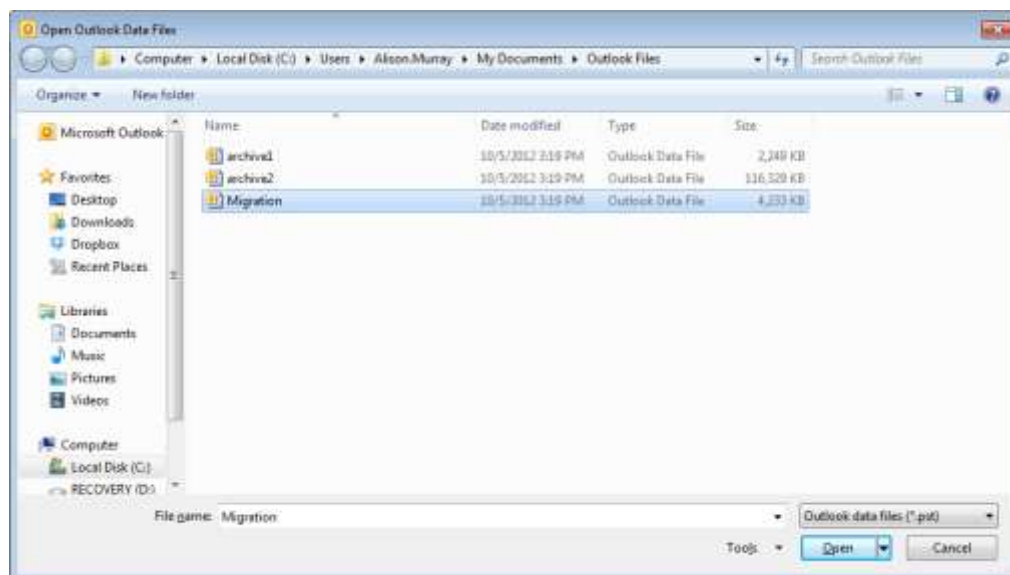 Open Outlook Data Files
Computer Local Disk (C:) Users Alison.Murray My Documents Outlook Files Search Outlook Files
Organize New folder
Name Date modified Type Size
archive1 10/5/2012 3:19 PM Outlook Data File 2,249 KB
archive2 10/5/2012 3:19 PM Outlook Data File KB
Migration 10/5/2012 3:19 PM Outlook Data File KB
Microsoft Outlook
Favorites
Desktop
Downloads
Dropbox
Recent Places
Libraries
Documents
Music
Pictures
Videos
Computer
Local Disk (C:)
RECOVERY (D:)
File name: Migration Outlook data files (*.pst)
Tools Open Cancel